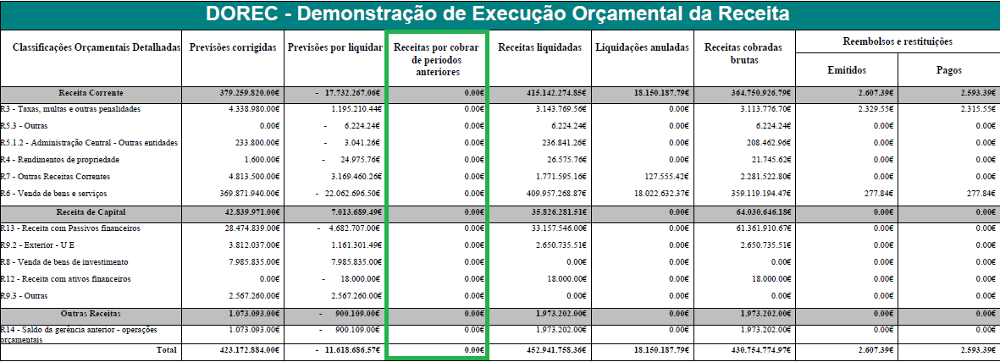 DOREC - Demonstração de Execução Orçamental da Receita
Classificações Orçamentais Detalhadas Previsões corrigidas Previsões por liquidar Receitas por cobrar de períodos anteriores Receitas liquidadas Liquidações anuladas Receitas cobradas brutas Reembolsos e restituições
Emitidos Pagos
Receita Corrente 379.259.820.00€ - 17.732.267.06€ 0.00€ 415.142.274.85€ 18.150.187.79€ 364.750.926.79€ 2.607.39€ 2.593.39€
R3 - Taxas, multas e outras penalidades 4.338.980.00€ 1.195.210.44€ 0.00€ 3.143.769.56€ 0.00€ 3.113.776.70€ 2.329.55€ 2.315.55€
R5.3 - Outras 0.00€ - 6.224.24€ 0.00€ 6.224.24€ 0.00€ 6.224.24€ 0.00€ 0.00€
R5.1.2 - Administração Central - Outras entidades 233.800.00€ - 3.041.26€ 0.00€ 236.841.26€ 0.00€ 208.462.96€ 0.00€ 0.00€
R4 - Rendimentos de propriedade 1.600.00€ - 24.975.76€ 0.00€ 26.575.76€ 0.00€ 21.745.62€ 0.00€ 0.00€
R7 - Outras Receitas Correntes 4.813.500.00€ 3.169.460.26€ 0.00€ 1.771.595.16€ 127.555.42€ 2.281.522.80€ 0.00€ 0.00€
R6 - Venda de bens e serviços 369.871.940.00€ - 22.062.696.50€ 0.00€ 409.957.268.87€ 18.022.632.37€ 359.119.194.47€ 277.84€ 277.84€
Receita de Capital 42.839.971.00€ 7.013.689.49€ 0.00€ 35.826.281.51€ 0.00€ 64.030.646.18€ 0.00€ 0.00€
R13 - Receita com Passivos financeiros 28.474.839.00€ - 4.682.707.00€ 0.00€ 33.157.546.00€ 0.00€ 61.361.910.67€ 0.00€ 0.00€
R9.2 - Exterior - U E 3.812.037.00€ 1.161.301.49€ 0.00€ 2.650.735.51€ 0.00€ 2.650.735.51€ 0.00€ 0.00€
R8 - Venda de bens de investimento 7.985.835.00€ 7.985.835.00€ 0.00€ 0.00€ 0.00€ 0.00€ 0.00€ 0.00€
R12 - Receita com ativos financeiros 0.00€ - 18.000.00€ 0.00€ 18.000.00€ 0.00€ 18.000.00€ 0.00€ 0.00€
R9.3 - Outras 2.567.260.00€ 2.567.260.00€ 0.00€ 0.00€ 0.00€ 0.00€ 0.00€ 0.00€
Outras Receitas 1.073.093.00€ - 900.109.00€ 0.00€ 1.973.202.00€ 0.00€ 1.973.202.00€ 0.00€ 0.00€
R14 - Saldo da gerência anterior - operações orçamentais 1.073.093.00€ - 900.109.00€ 0.00€ 1.973.202.00€ 0.00€ 1.973.202.00€ 0.00€ 0.00€
Total 423.172.884.00€ - 11.618.686.57€ 0.00€ 452.941.758.36€ 18.150.187.79€ 430.754.774.97€ 2.607.39€ 2.593.39€